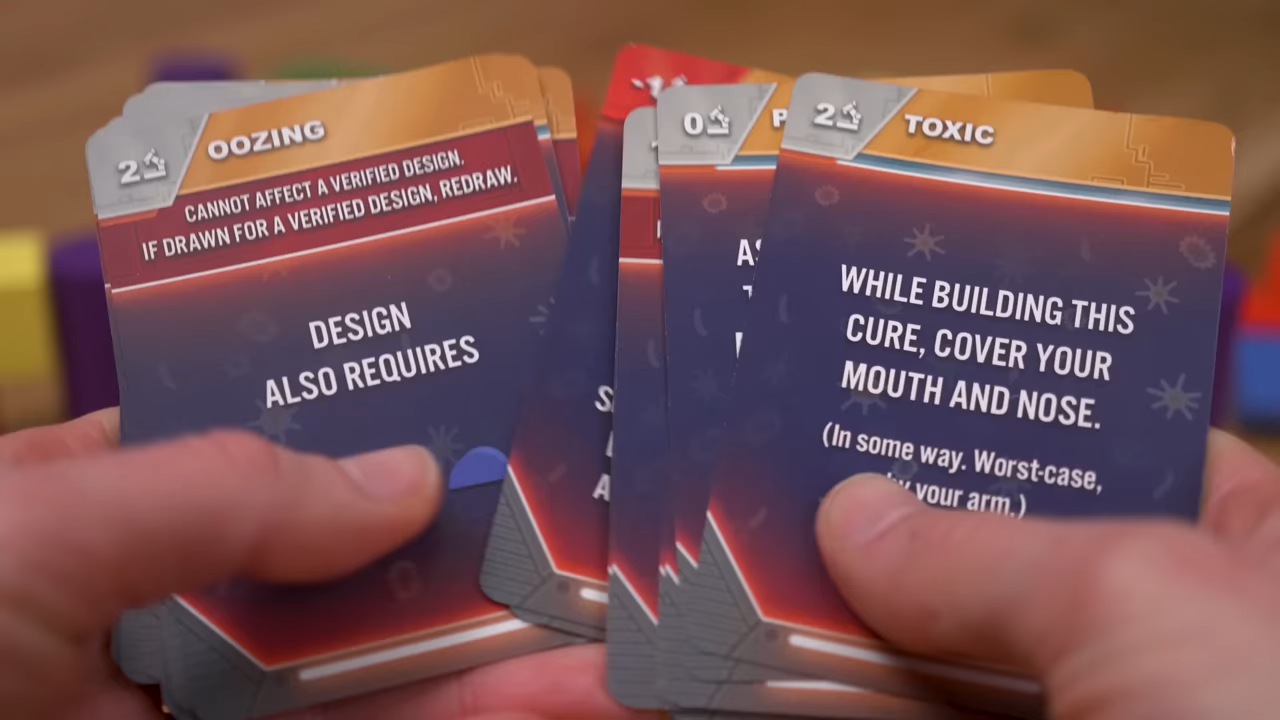 2 OOZING
CANNOT AFFECT A VERIFIED DESIGN.
IF DRAWN FOR A VERIFIED DESIGN, REDRAW.
DESIGN
ALSO REQUIRES
0
2 TOXIC
WHILE BUILDING THIS
CURE, COVER YOUR
MOUTH AND NOSE.
(In some way. Worst-case,
your arm.)